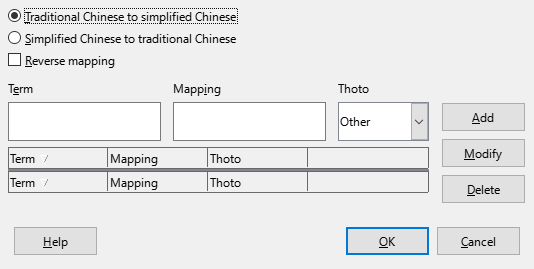 Traditional Chinese to simplified Chinese
Simplified Chinese to traditional Chinese
Reverse mapping
Term Mapping Thoto
Other
Add
Term / Mapping Thoto
Modify
Term / Mapping Thoto
Delete
Help OK Cancel